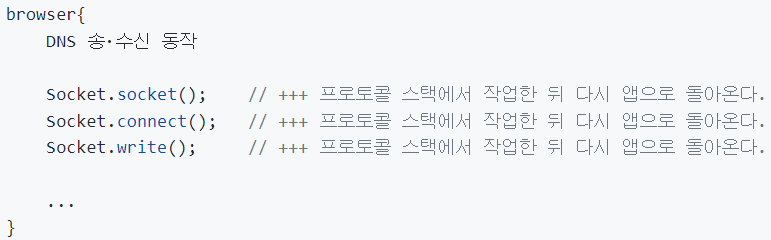 browser{
    DNS 송·수신 동작
    Socket.socket();    // +++ 프로토콜 스택에서 작업한 뒤 다시 앱으로 돌아온다.
    Socket.connect();   // +++ 프로토콜 스택에서 작업한 뒤 다시 앱으로 돌아온다.
    Socket.write();     // +++ 프로토콜 스택에서 작업한 뒤 다시 앱으로 돌아온다.
    ...
}